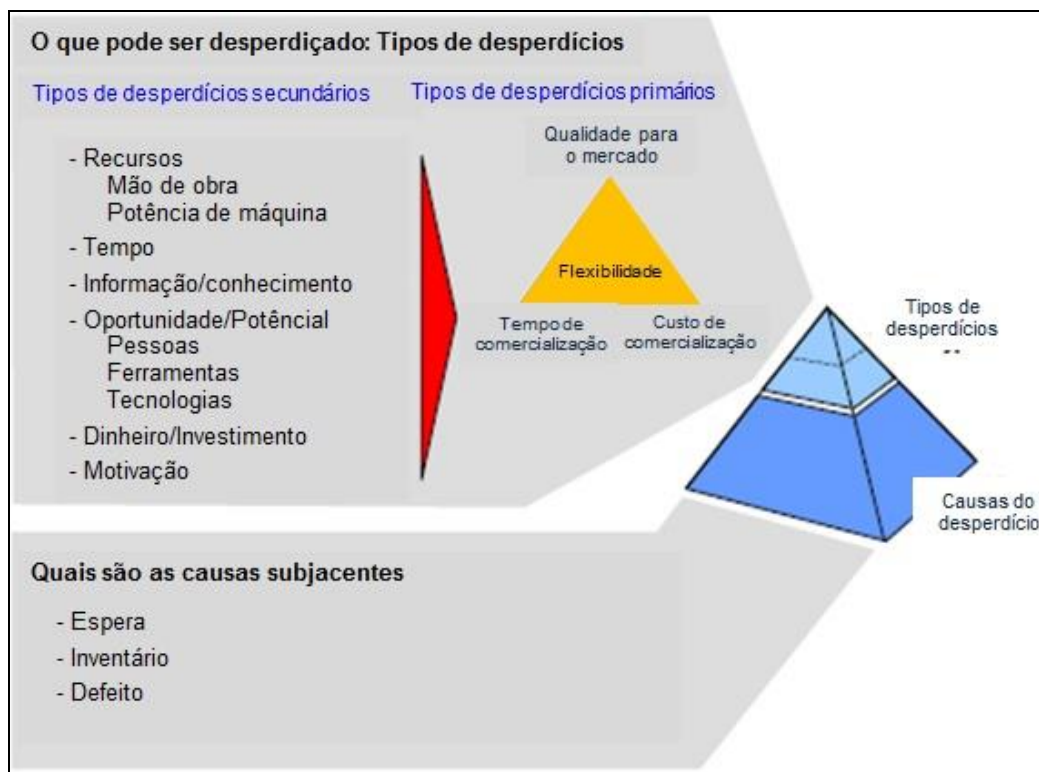 O que pode ser desperdiçado: Tipos de desperdícios
Tipos de desperdícios secundários
- Recursos
Mão de obra
Potência de máquina
- Tempo
- Informação/conhecimento
- Oportunidade/Potêncial
Pessoas
Ferramentas
Tecnologias
- Dinheiro/Investimento
- Motivação
Tipos de desperdícios primários
Qualidade para
o mercado
Flexibilidade
Tempo de
comercialização
Custo de
comercialização
Tipos de
desperdícios
Causas do
desperdício
Quais são as causas subjacentes
- Espera
- Inventário
- Defeito